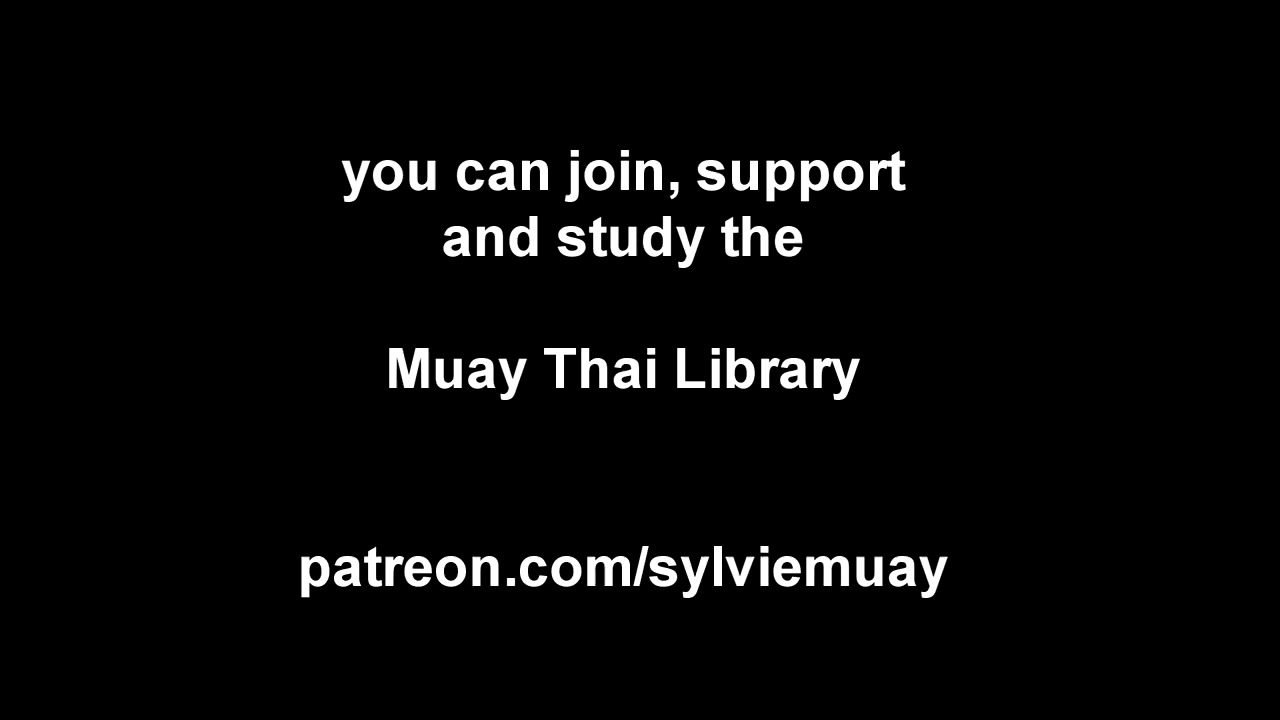 you can join, support
and study the
Muay Thai Library
patreon.com/sylviemuay